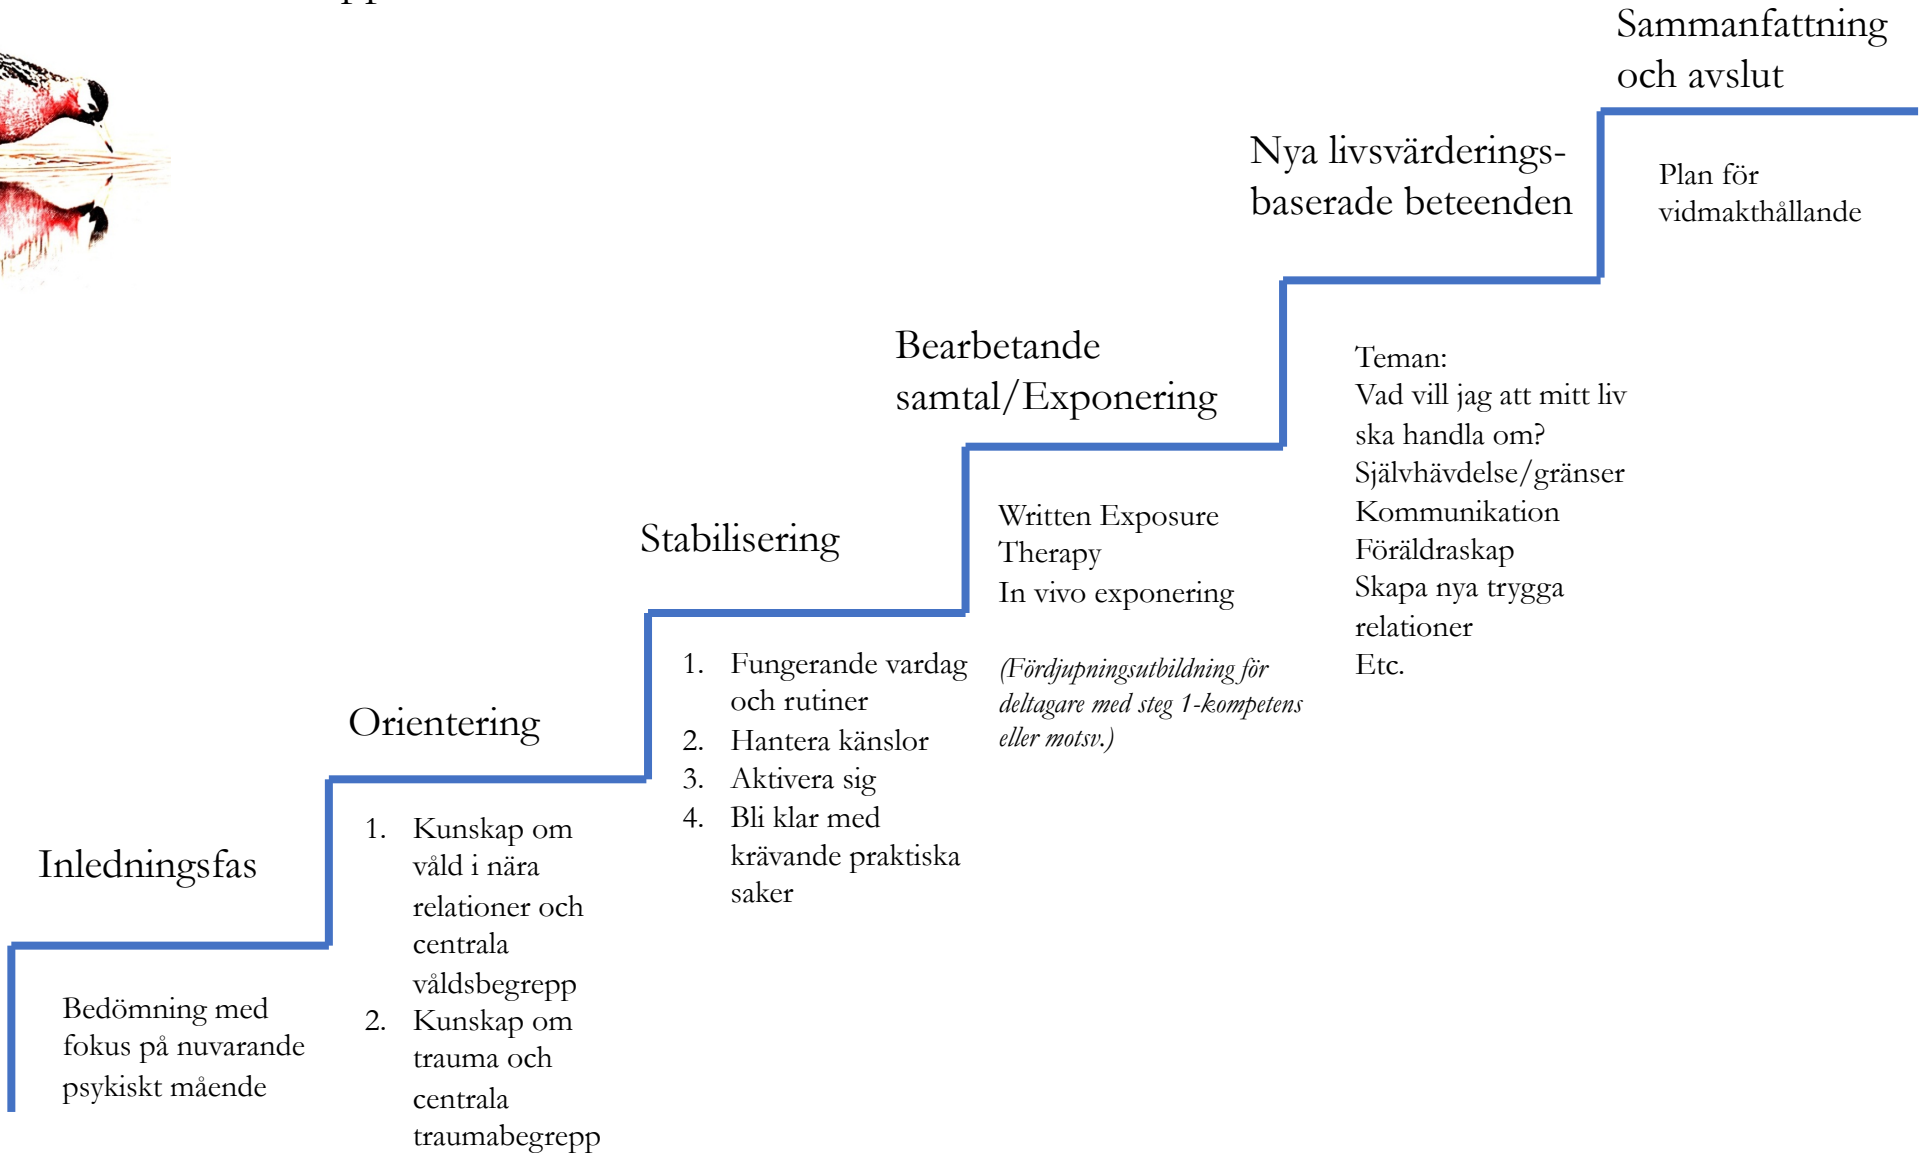 Inledningsfas
Bedömning med
fokus på nuvarande
psykiskt mående
Orientering
1. Kunskap om
våld i nära
relationer och
centrala
våldsbegrepp
2. Kunskap om
trauma och
centrala
traumabegrepp
Stabilisering
1. Fungerande vardag
och rutiner
2. Hantera känslor
3. Aktivera sig
4. Bli klar med
krävande praktiska
saker
Bearbetande
samtal/Exponering
Written Exposure
Therapy
In vivo exponering
(Fördjupningsutbildning för
deltagare med steg 1-kompetens
eller motsv.)
Nya livsvärderings-
baserade beteenden
Teman:
Vad vill jag att mitt liv
ska handla om?
Självhävdelse/gränser
Kommunikation
Föräldraskap
Skapa nya trygga
relationer
Etc.
Sammanfattning
och avslut
Plan för
vidmakthållande